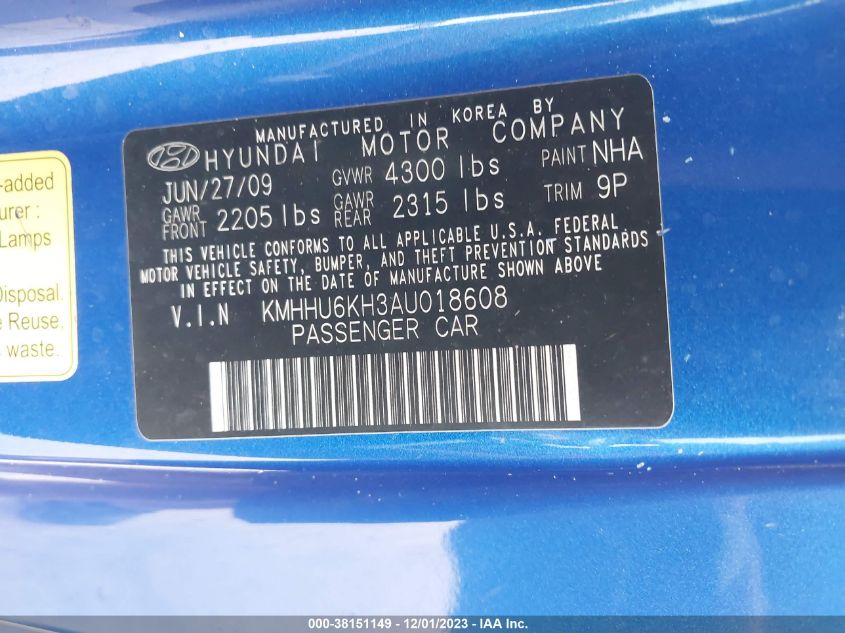 MANUFACTURED IN KOREA BY
HYUNDAI MOTOR COMPANY
JUN/27/09 GVWR 4300 lbs PAINT NHA
GAWR FRONT 2205 lbs GAWR REAR 2315 lbs TRIM 9P
THIS VEHICLE CONFORMS TO ALL APPLICABLE U.S.A. FEDERAL
MOTOR VEHICLE SAFETY, BUMPER, AND THEFT PREVENTION STANDARDS
IN EFFECT ON THE DATE OF MANUFACTURE SHOWN ABOVE
V.I.N KMHHU6KH3AU018608
PASSENGER CAR
-added
urer :
Lamps
Disposal.
e Reuse.
waste.
000-38151149 - 12/01/2023 - IAA Inc.